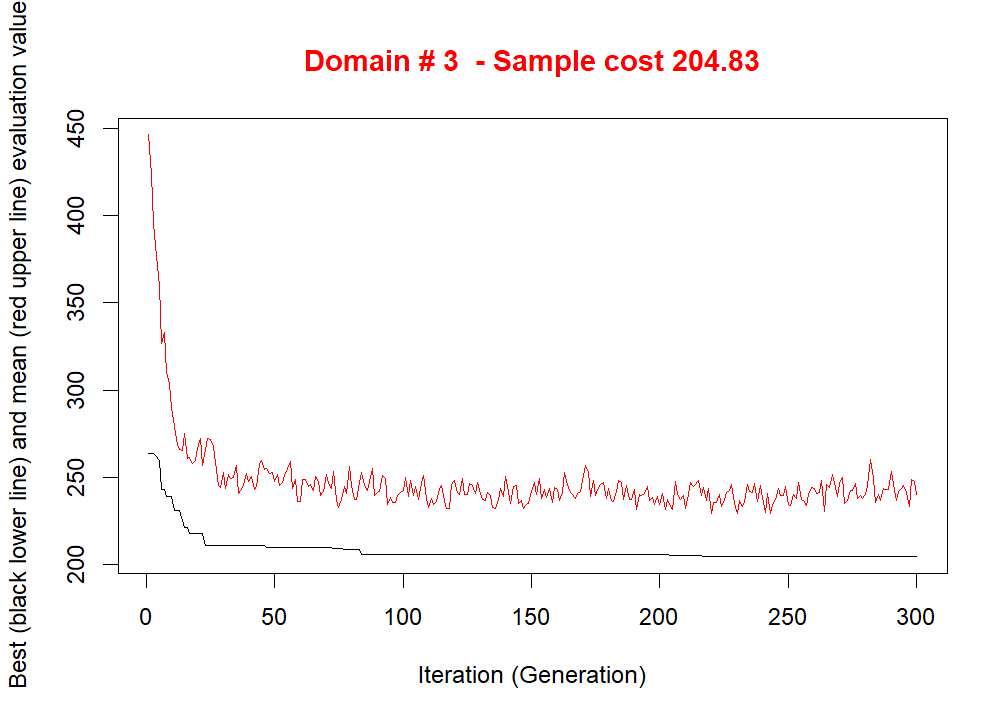 Domain # 3  - Sample cost 204.83
Best (black lower line) and mean (red upper line) evaluation value
450
400
350
300
250
200
0 50 100 150 200 250 300
Iteration (Generation)